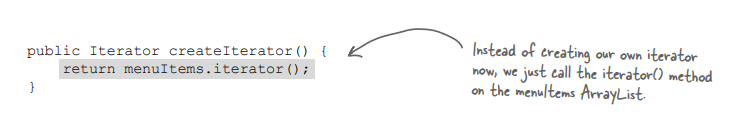 public Iterator createIterator() {
return menuItems.iterator();
}
Instead of creating our own iterator
now, we just call the iterator() method
on the menuItems ArrayList.